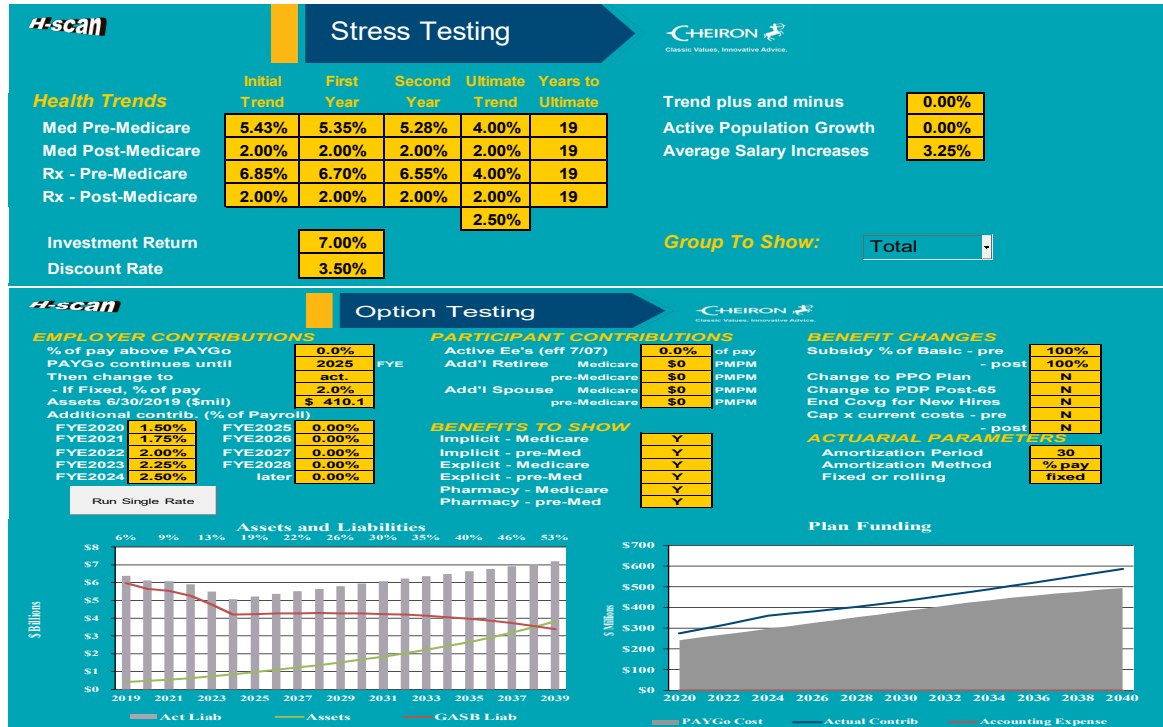 H-scan
Stress Testing
CHEIRON
Classic Values, Innovative Advice.
Initial First Second Ultimate Years to
Health Trends Trend Year Year Trend Ultimate
Med Pre-Medicare 5.43% 5.35% 5.28% 4.00% 19
Med Post-Medicare 2.00% 2.00% 2.00% 2.00% 19
Rx - Pre-Medicare 6.85% 6.70% 6.55% 4.00% 19
Rx - Post-Medicare 2.00% 2.00% 2.00% 2.00% 19
2.50%
Trend plus and minus 0.00%
Active Population Growth 0.00%
Average Salary Increases 3.25%
Investment Return 7.00%
Discount Rate 3.50%
Group To Show: Total
H-scan
Option Testing
CHEIRON
Classic Values, Innovative Advice.
EMPLOYER CONTRIBUTIONS
% of pay above PAYGo 0.0%
PAYGo continues until 2025 FYE
Then change to act.
- If Fixed, % of pay 2.0%
Assets 6/30/2019 ($mil) $ 410.1
Additional contrib. (% of Payroll)
FYE2020 1.50% FYE2025 0.00%
FYE2021 1.75% FYE2026 0.00%
FYE2022 2.00% FYE2027 0.00%
FYE2023 2.25% FYE2028 0.00%
FYE2024 2.50% later 0.00%
Run Single Rate
PARTICIPANT CONTRIBUTIONS
Active Ee's (eff 7/07) 0.0% of pay
Add'l Retiree Medicare $0 PMPM
pre-Medicare $0 PMPM
Add'l Spouse Medicare $0 PMPM
pre-Medicare $0 PMPM
BENEFITS TO SHOW
Implicit - Medicare Y
Implicit - pre-Med Y
Explicit - Medicare Y
Explicit - pre-Med Y
Pharmacy - Medicare Y
Pharmacy - pre-Med Y
BENEFIT CHANGES
Subsidy % of Basic - pre 100%
- post 100%
Change to PPO Plan N
Change to PDP Post-65 N
End Covg for New Hires N
Cap x current costs - pre N
- post N
ACTUARIAL PARAMETERS
Amortization Period 30
Amortization Method % pay
Fixed or rolling fixed
Assets and Liabilities
6% 9% 13% 19% 22% 26% 30% 35% 40% 46% 53%
$8
$7
$6
$5
$4
$3
$2
$1
$0
$Billions
2019 2021 2023 2025 2027 2029 2031 2033 2035 2037 2039
Act Liab Assets GASB Liab
Plan Funding
$700
$600
$500
$400
$300
$200
$100
$0
$ Millions
2020 2022 2024 2026 2028 2030 2032 2034 2036 2038 2040
PAYGo Cost Actual Contrib Accounting Expense